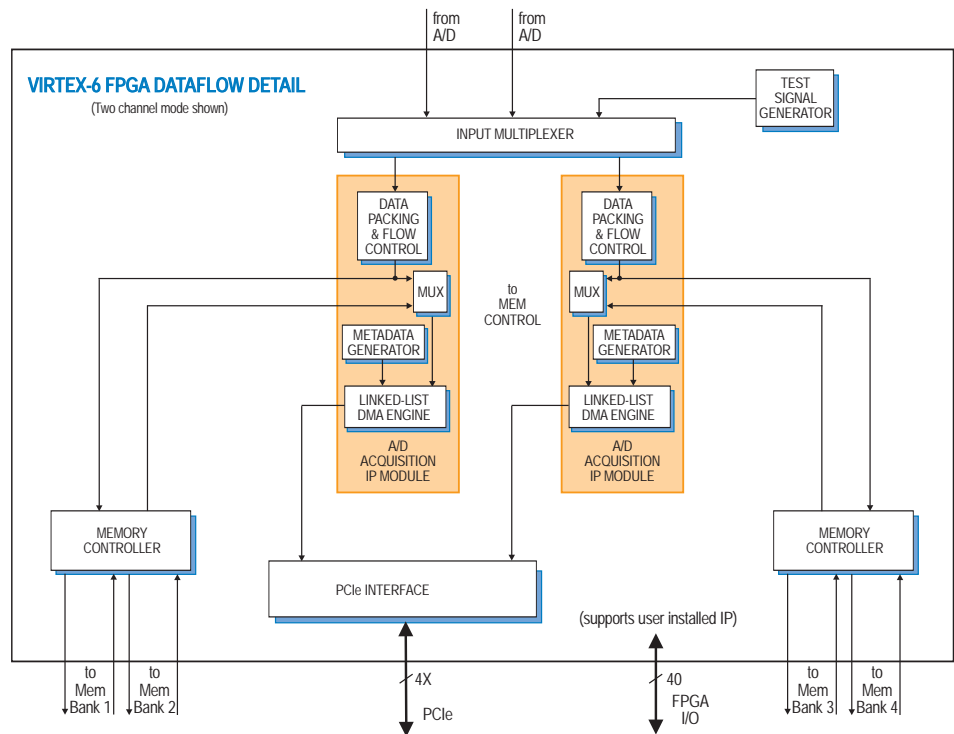 from
A/D
from
A/D
VIRTEX-6 FPGA DATAFLOW DETAIL
(Two channel mode shown)
TEST
SIGNAL
GENERATOR
INPUT MULTIPLEXER
DATA
PACKING
& FLOW
CONTROL
DATA
PACKING
& FLOW
CONTROL
MUX
to
MEM
CONTROL
MUX
METADATA
GENERATOR
METADATA
GENERATOR
LINKED-LIST
DMA ENGINE
LINKED-LIST
DMA ENGINE
A/D
ACQUISITION
IP MODULE
A/D
ACQUISITION
IP MODULE
MEMORY
CONTROLLER
MEMORY
CONTROLLER
PCIe INTERFACE
(supports user installed IP)
to
Mem
Bank 1
to
Mem
Bank 2
4X
PCIe
40
FPGA
I/O
to
Mem
Bank 3
to
Mem
Bank 4